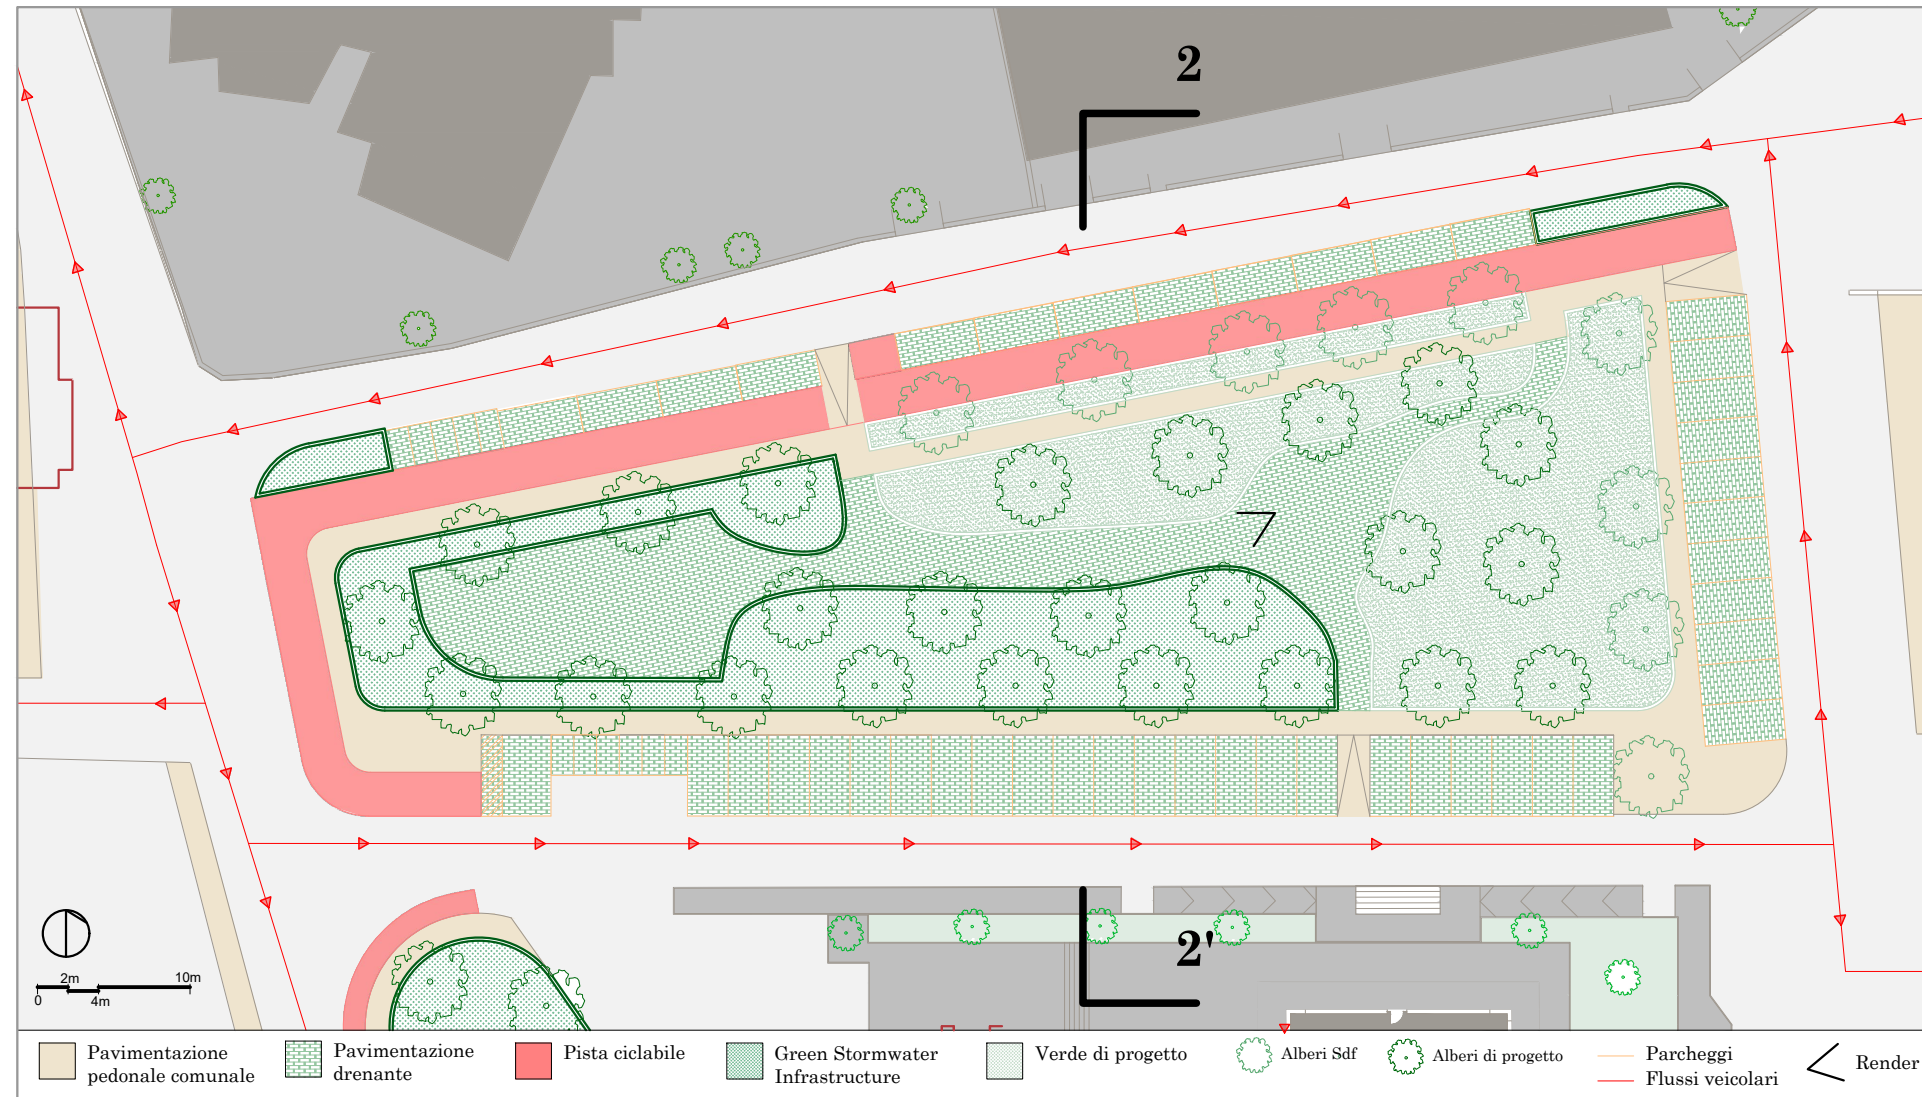 2
2'
2m
10m
0
4m
Pavimentazione
pedonale comunale
Pavimentazione
drenante
Pista ciclabile
Green Stormwater
Infrastructure
Verde di progetto
Alberi Sdf
Alberi di progetto
Parcheggi
Flussi veicolari
Render